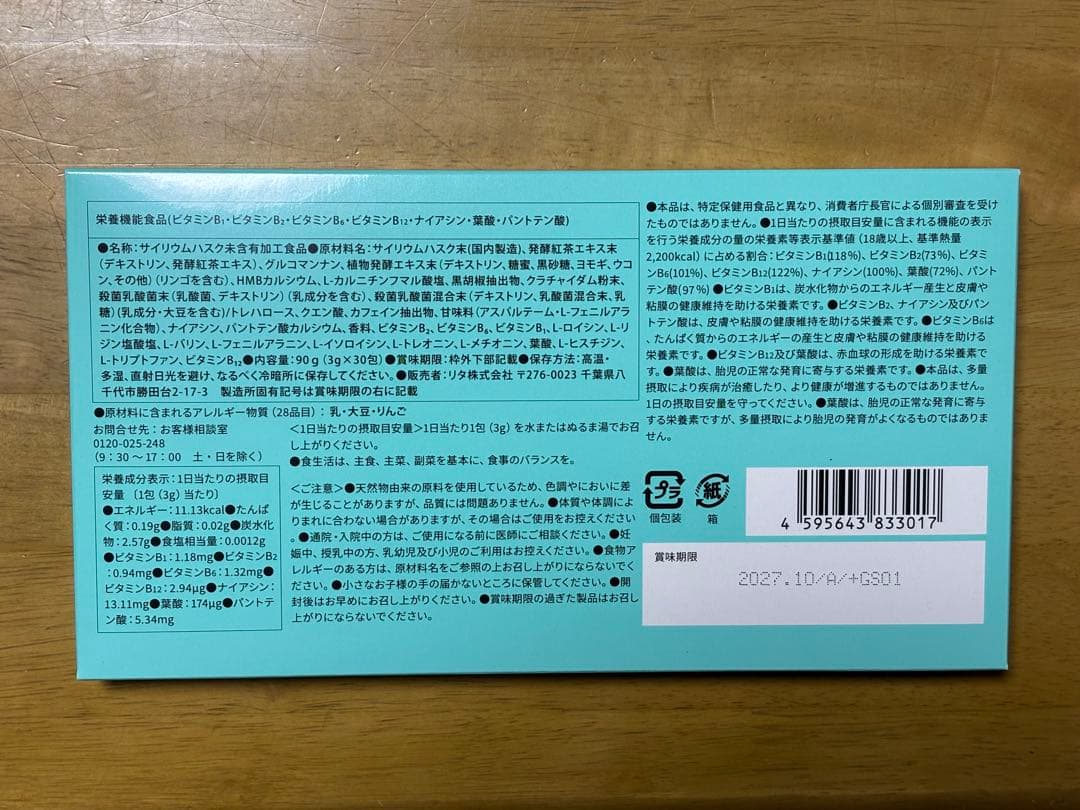 栄養機能食品(ビタミンB1・ビタミンB2・ビタミンB6・ビタミンB12・ナイアシン・葉酸・パントテン酸)
●名称:サイリウムハスク末含有加工食品●原材料名:サイリウムハスク末(国内製造)、発酵紅茶エキス末
(デキストリン、発酵紅茶エキス)、グルコマンナン、植物発酵エキス末(デキストリン、糖蜜、黒砂糖、ヨモギ、ウコ
ン、その他)(リンゴを含む)、HMBカルシウム、L-カルニチンフマル酸塩、黒胡椒抽出物、クラチャイダム粉末、
殺菌乳酸菌末(乳酸菌、デキストリン)(乳成分を含む)、殺菌乳酸菌混合末(デキストリン、乳酸菌混合末、乳
糖)(乳成分・大豆を含む)/トレハロース、クエン酸、カフェイン抽出物、甘味料(アスパルテーム・L-フェニルアラ
ニン化合物)、ナイアシン、パントテン酸カルシウム、香料、ビタミンB2、ビタミンB6、ビタミンB1、L-ロイシン、L-リ
ジン塩酸塩、L-バリン、L-フェニルアラニン、L-イソロイシン、L-トレオニン、L-メチオニン、葉酸、L-ヒスチジン、
L-トリプトファン、ビタミンB12●内容量:90g(3g×30包)●賞味期限:枠外下部記載●保存方法:高温・
多湿、直射日光を避け、なるべく冷暗所に保存してください。●販売者:リタ株式会社 〒276-0023 千葉県八
千代市勝田台2-17-3 製造所固有記号は賞味期限の右に記載
●原材料に含まれるアレルギー物質(28品目):乳・大豆・りんご
お問合せ先:お客様相談室
0120-025-248
(9:30〜17:00 土・日を除く)
<1日当たりの摂取目安量>1日当たり1包(3g)を水またはぬるま湯でお召
し上がりください。
●食生活は、主食、主菜、副菜を基本に、食事のバランスを。
栄養成分表示:1日当たりの摂取目
安量〔1包(3g)当たり〕
●エネルギー:11.13kcal●たんぱ
く質:0.19g●脂質:0.02g●炭水化
物:2.57g●食塩相当量:0.0012g
●ビタミンB1:1.18mg●ビタミンB2
:0.94mg●ビタミンB6:1.32mg●
ビタミンB12:2.94μg●ナイアシン:
13.11mg●葉酸:174μg●パントテ
ン酸:5.34mg
<ご注意>●天然物由来の原料を使用しているため、色調やにおいに差
が生じることがありますが、品質には問題ありません。●体質や体調によ
りまれに合わない場合がありますが、その場合はご使用をお控えください
。●通院・入院中の方は、ご使用になる前に医師にご相談ください。●妊
娠中、授乳中の方、乳幼児及び小児のご利用はお控えください。●食物ア
レルギーのある方は、原材料名をご参照の上お召し上がりにならないでく
ださい。●小さなお子様の手の届かないところに保管してください。●開
封後はお早めにお召し上がりください。●賞味期限の過ぎた製品はお召し
上がりにならないでください。
●本品は、特定保健用食品と異なり、消費者庁長官による個別審査を受け
たものではありません。●1日当たりの摂取目安量に含まれる機能の表示
を行う栄養成分の量の栄養素等表示基準値(18歳以上、基準熱量
2,200kcal)に占める割合:ビタミンB1(118%)、ビタミンB2(73%)、ビタミ
ンB6(101%)、ビタミンB12(122%)、ナイアシン(100%)、葉酸(72%)、パント
テン酸(97%)●ビタミンB1は、炭水化物からのエネルギー産生と皮膚や
粘膜の健康維持を助ける栄養素です。●ビタミンB2、ナイアシン及びパン
トテン酸は、皮膚や粘膜の健康維持を助ける栄養素です。●ビタミンB6は
、たんぱく質からのエネルギーの産生と皮膚や粘膜の健康維持を助ける
栄養素です。●ビタミンB12及び葉酸は、赤血球の形成を助ける栄養素で
す。●葉酸は、胎児の正常な発育に寄与する栄養素です。●本品は、多量
摂取により疾病が治癒したり、より健康が増進するものではありません。
1日の摂取目安量を守ってください。●葉酸は、胎児の正常な発育に寄与
する栄養素ですが、多量摂取により胎児の発育がよくなるものではありま
せん。
プラ
個包装
紙
箱
4 595643 833017
賞味期限
2027.10/A/+GS01